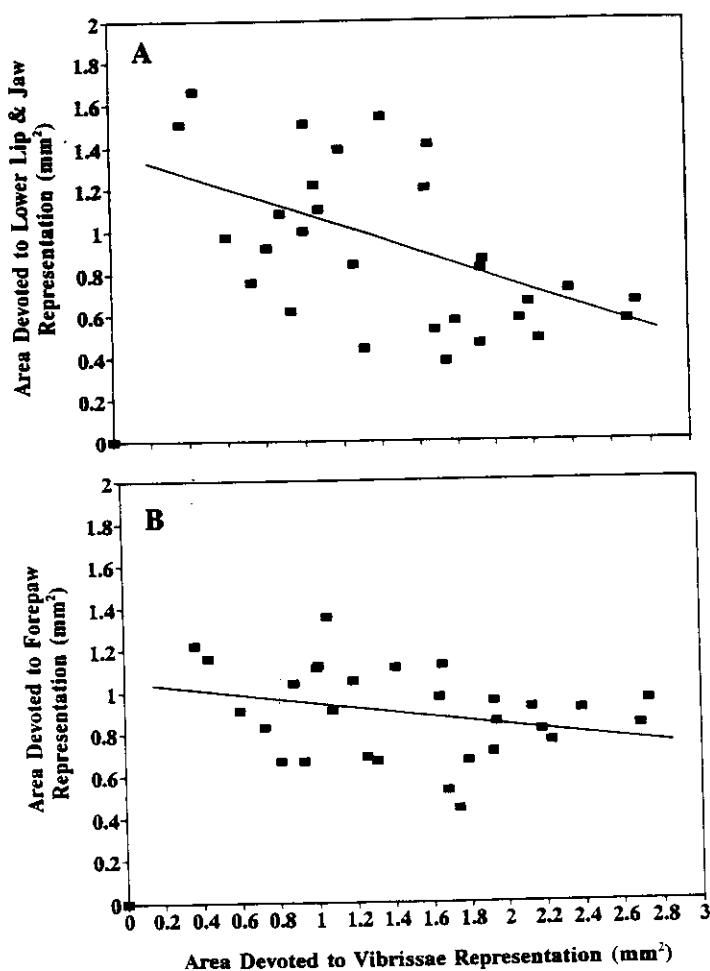 A
Area Devoted to Lower Lip & Jaw
Representation (mm²)
2
1.8
1.6
1.4
1.2
1
0.8
0.6
0.4
0.2
0
B
Area Devoted to Forepaw
Representation (mm²)
2
1.8
1.6
1.4
1.2
1
0.8
0.6
0.4
0.2
0
0 0.2 0.4 0.6 0.8 1 1.2 1.4 1.6 1.8 2 2.2 2.4 2.6 2.8 3
Area Devoted to Vibrissae Representation (mm²)